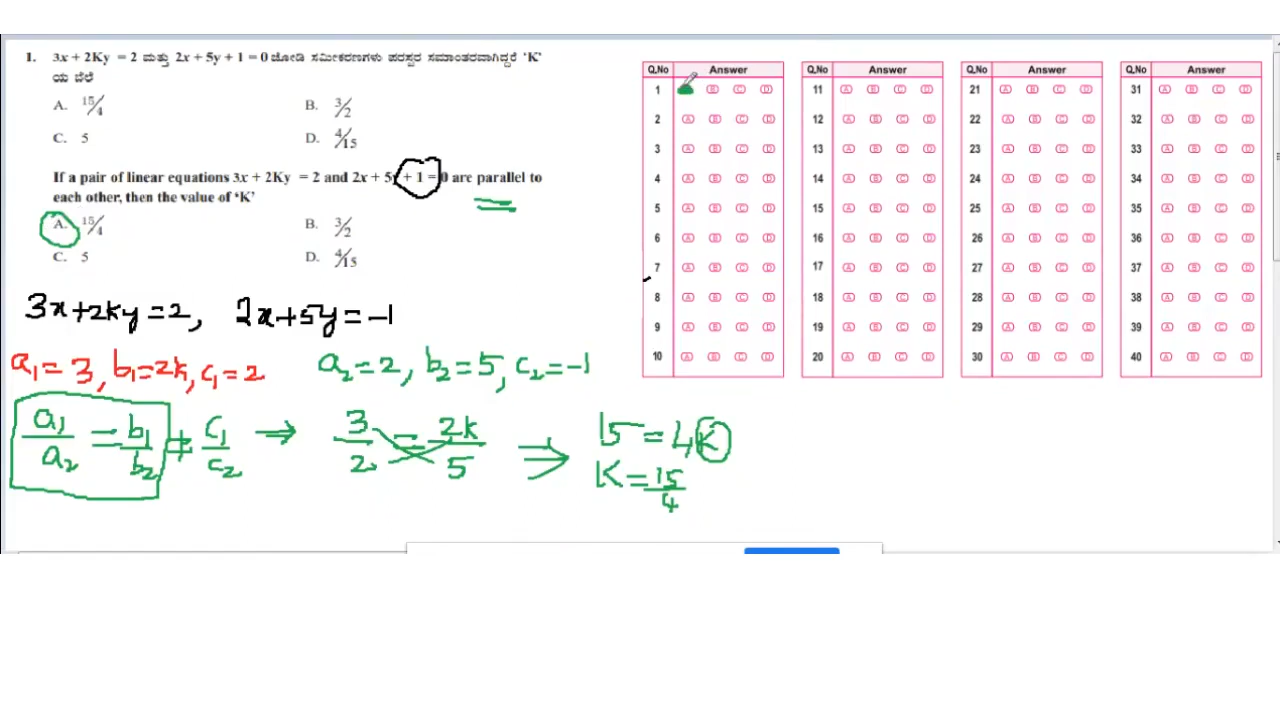 1. 3x + 2Ky = 2 ಮತ್ತು 2x + 5y + 1 = 0 ಜೋಡಿ ಸಮೀಕರಣಗಳು ಪರಸ್ಪರ ಸಮಾಂತರವಾಗಿದ್ದರೆ ‘K’
ಯ ಬೆಲೆ
A. 15/4 B. 3/2
C. 5 D. 4/15
If a pair of linear equations 3x + 2Ky = 2 and 2x + 5y + 1 = 0 are parallel to
each other, then the value of ‘K’
A. 15/4 B. 3/2
C. 5 D. 4/15
3x+2ky=2, 2x+5y=-1
a₁=3, b₁=2k, c₁=2 a₂=2, b₂=5, c₂=-1
a₁/a₂ = b₁/b₂ ≠ c₁/c₂ ⇒ 3/2 = 2k/5 ⇒ 15=4K
K=15/4
Q.No Answer Q.No Answer Q.No Answer Q.No Answer
1 B C D 11 A B C D 21 A B C D 31 A B C D
2 A B C D 12 A B C D 22 A B C D 32 A B C D
3 A B C D 13 A B C D 23 A B C D 33 A B C D
4 A B C D 14 A B C D 24 A B C D 34 A B C D
5 A B C D 15 A B C D 25 A B C D 35 A B C D
6 A B C D 16 A B C D 26 A B C D 36 A B C D
7 A B C D 17 A B C D 27 A B C D 37 A B C D
8 A B C D 18 A B C D 28 A B C D 38 A B C D
9 A B C D 19 A B C D 29 A B C D 39 A B C D
10 A B C D 20 A B C D 30 A B C D 40 A B C D